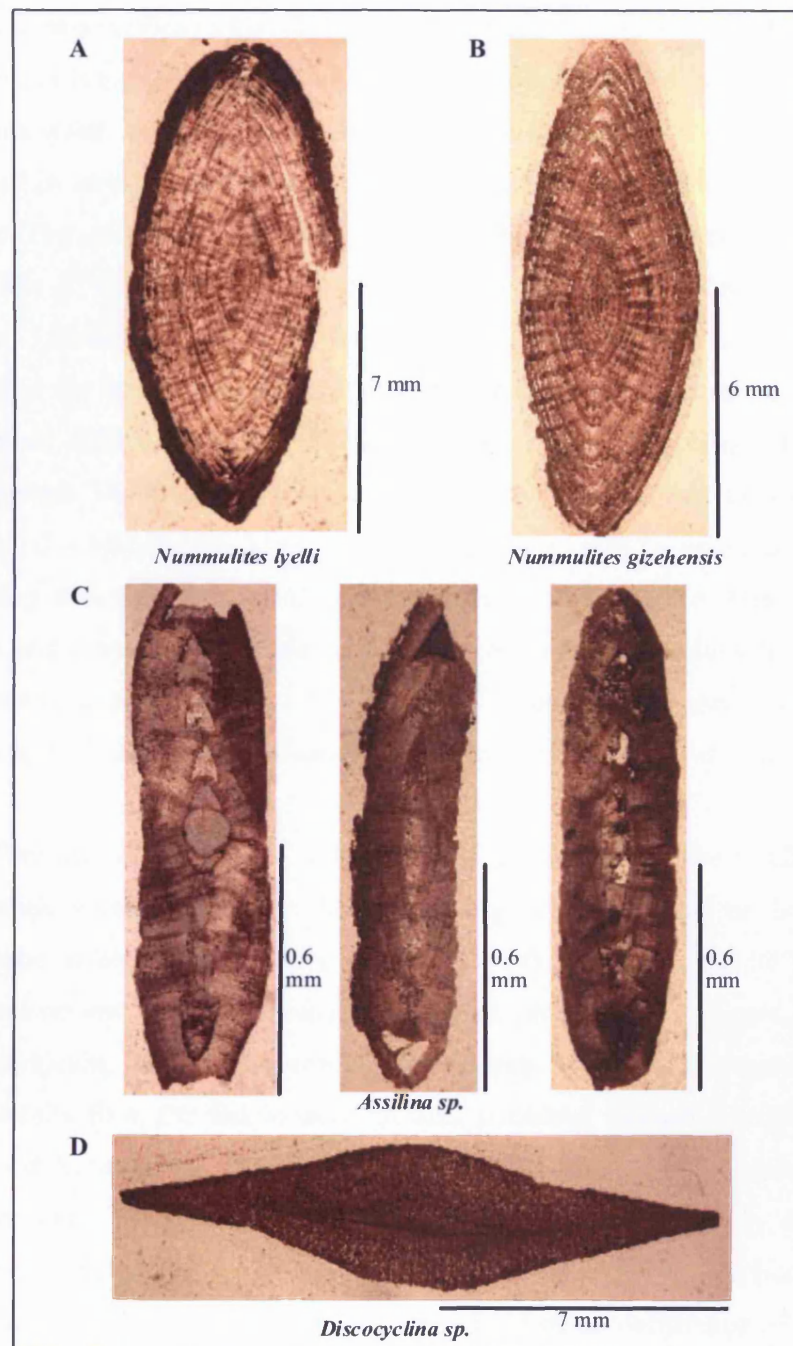 A
B
7 mm
6 mm
Nummulites lyelli
Nummulites gizehensis
C
0.6
mm
0.6
mm
0.6
mm
Assilina sp.
D
7 mm
Discocyclina sp.